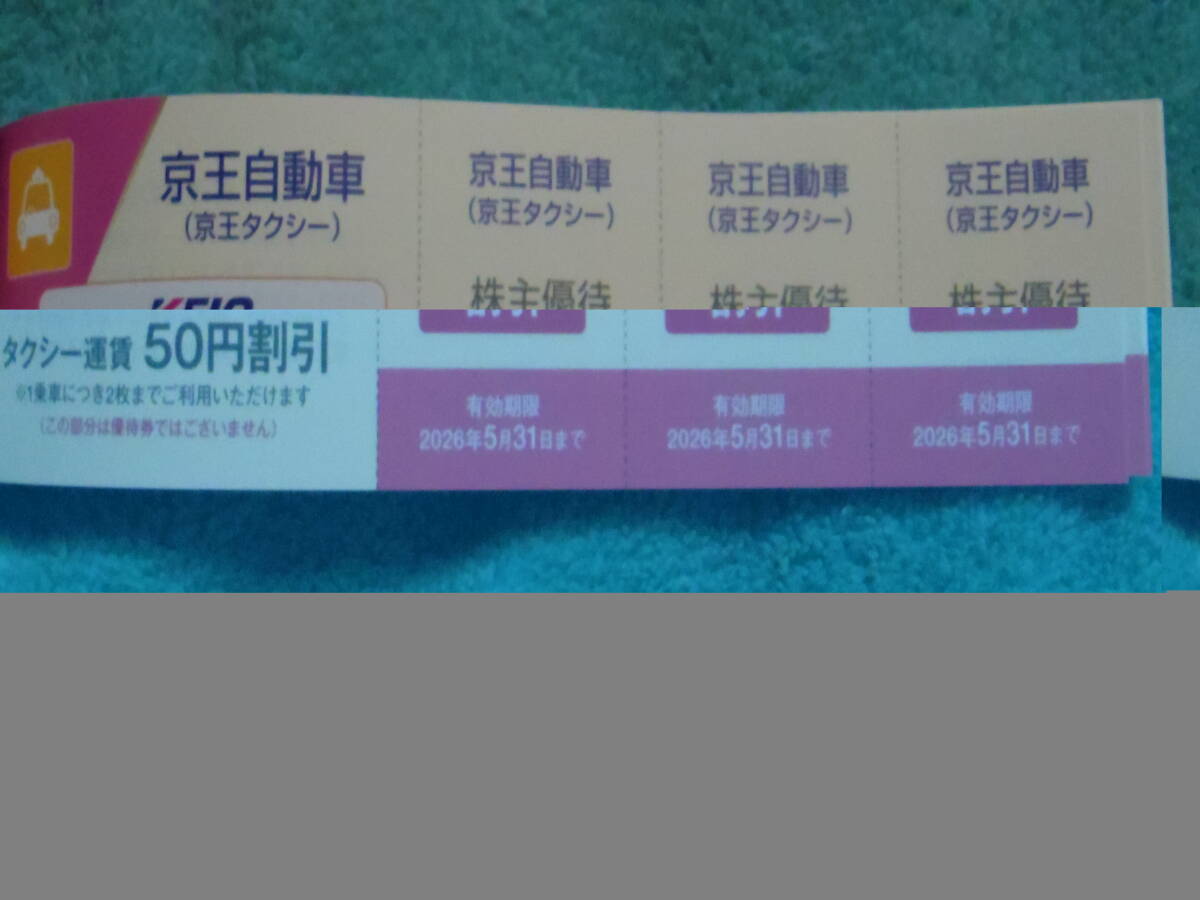 京王自動車
(京王タクシー)
京王自動車
(京王タクシー)
株主優待
京王自動車
(京王タクシー)
株主優待
京王自動車
(京王タクシー)
株主優待
タクシー運賃 50円割引
※1乗車につき2枚までご利用いただけます
(この部分は優待券ではございません)
有効期限
2026年5月31日まで
有効期限
2026年5月31日まで
有効期限
2026年5月31日まで